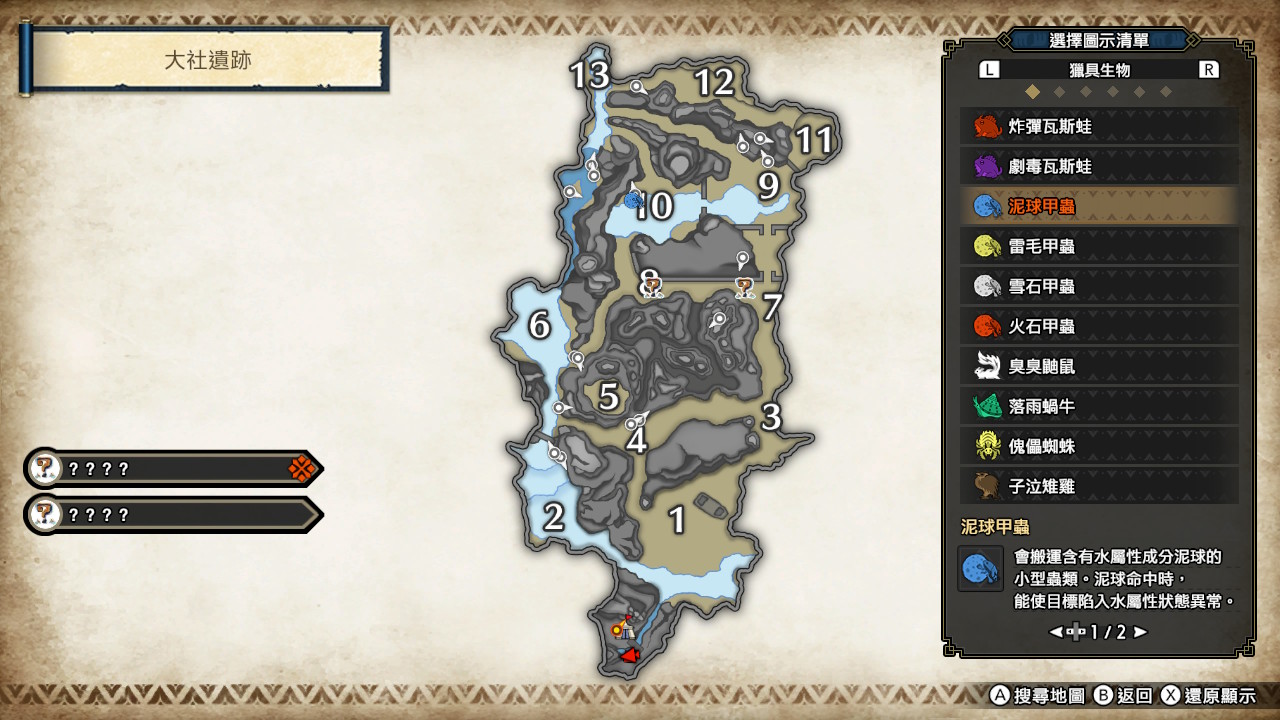 大社遺跡
13
12
11
9
10
8
7
6
5
4
3
2
1
????
????
選擇圖示清單
L 獵具生物 R
炸彈瓦斯蛙
劇毒瓦斯蛙
泥球甲蟲
雷毛甲蟲
雪石甲蟲
火石甲蟲
臭臭鼬鼠
落雨蝸牛
傀儡蜘蛛
子泣雉雞
泥球甲蟲
會搬運含有水屬性成分泥球的
小型蟲類。泥球命中時，
能使目標陷入水屬性狀態異常。
1/2
A 搜尋地圖 B 返回 X 還原顯示